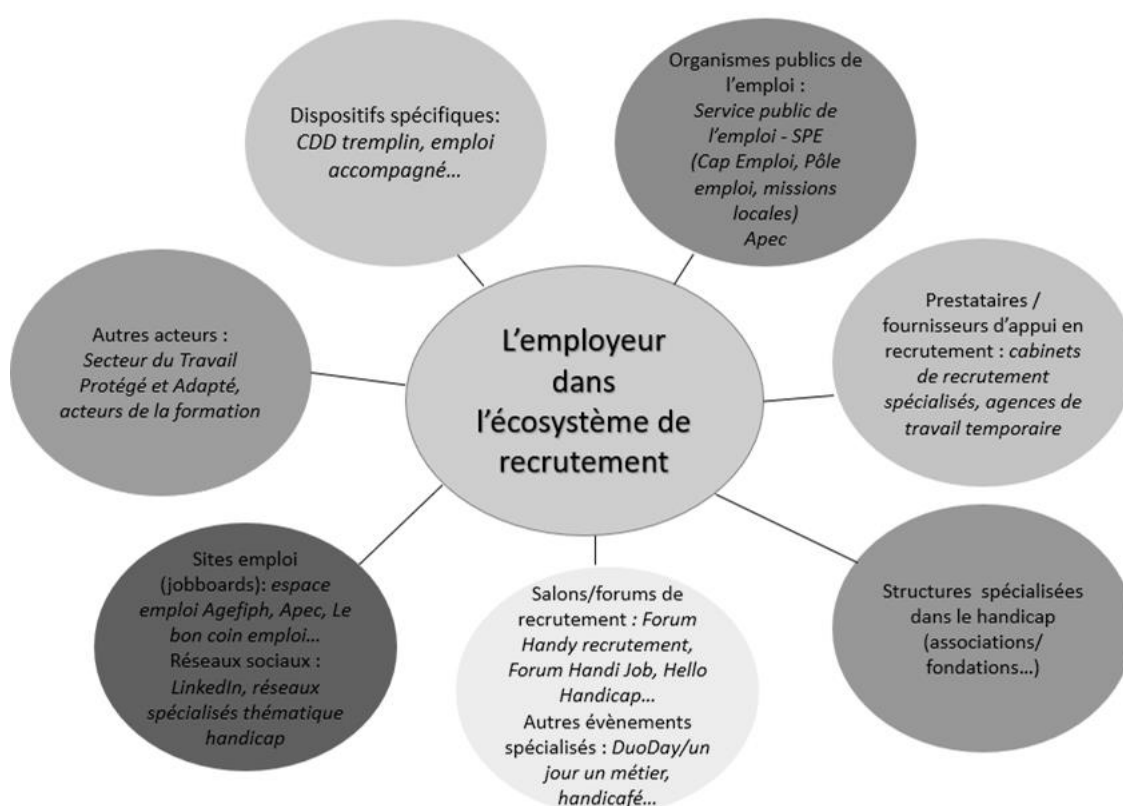 Dispositifs spécifiques:
CDD tremplin, emploi
accompagné...
Organismes publics de
l'emploi :
Service public de
l'emploi - SPE
(Cap Emploi, Pôle
emploi, missions
locales)
Apec
Autres acteurs :
Secteur du Travail
Protégé et Adapté,
acteurs de la formation
L'employeur
dans
l'écosystème de
recrutement
Prestataires /
fournisseurs d'appui en
recrutement : cabinets
de recrutement
spécialisés, agences de
travail temporaire
Sites emploi
(jobboards): espace
emploi Agefiph, Apec, Le
bon coin emploi...
Réseaux sociaux :
LinkedIn, réseaux
spécialisés thématique
handicap
Salons/forums de
recrutement : Forum
Handy recrutement,
Forum Handi Job, Hello
Handicap...
Autres évènements
spécialisés : DuoDay/un
jour un métier,
handicafé...
Structures spécialisées
dans le handicap
(associations/
fondations...)